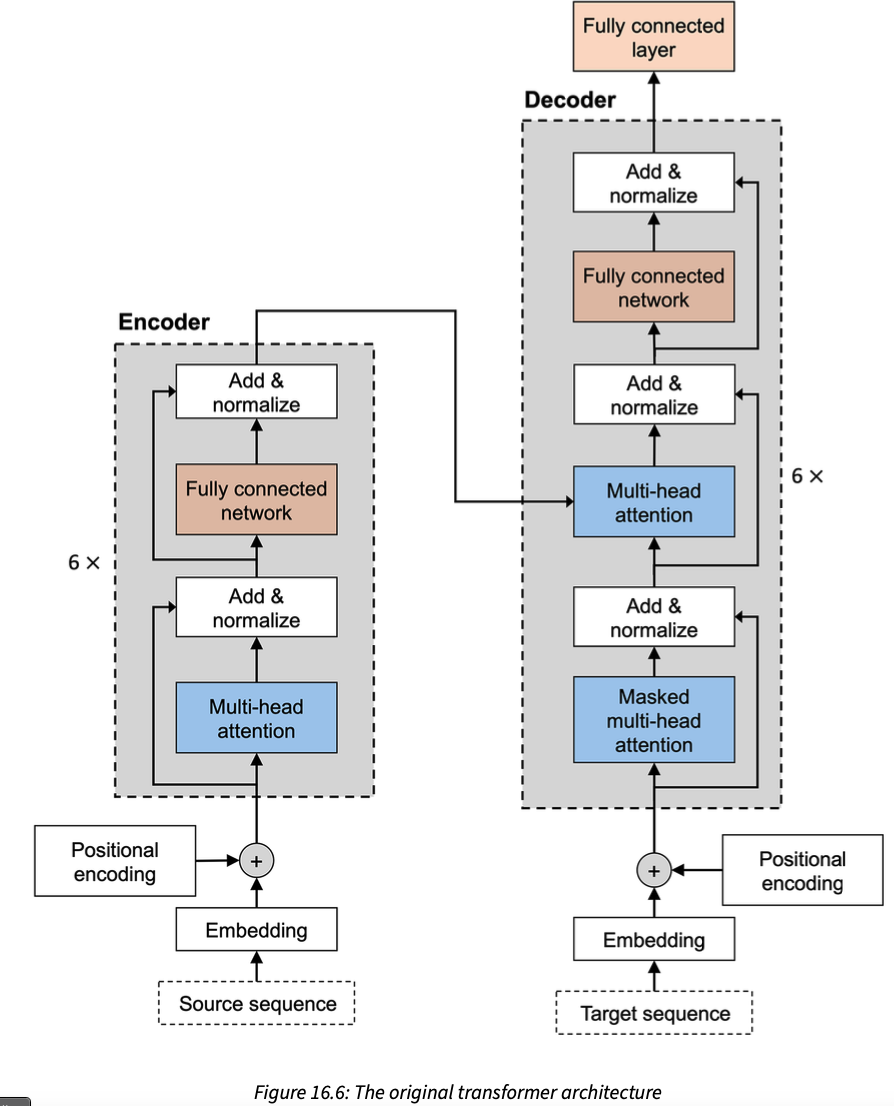 Fully connected
layer
Decoder
Add &
normalize
Fully connected
network
Add &
normalize
Multi-head
attention
6 ×
Add &
normalize
Masked
multi-head
attention
Positional
encoding
+
Embedding
Target sequence
Encoder
Add &
normalize
Fully connected
network
6 ×
Add &
normalize
Multi-head
attention
Positional
encoding
+
Embedding
Source sequence
Figure 16.6: The original transformer architecture